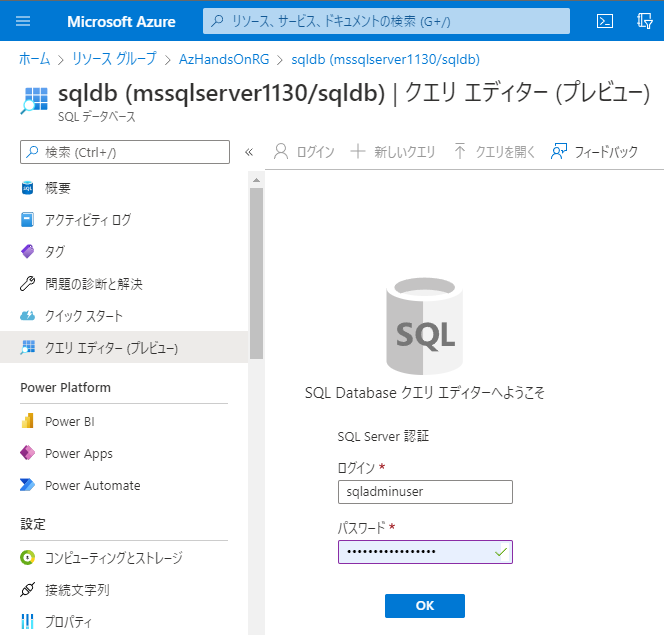 Microsoft Azure
リソース、サービス、ドキュメントの検索 (G+/)
ホーム > リソース グループ > AzHandsOnRG > sqldb (mssqlserver1130/sqldb)
sqldb (mssqlserver1130/sqldb) | クエリ エディター (プレビュー)
SQL データベース
検索 (Ctrl+/)
«
ログイン
新しいクエリ
クエリを開く
フィードバック
概要
アクティビティ ログ
タグ
問題の診断と解決
クイック スタート
クエリ エディター (プレビュー)
Power Platform
Power BI
Power Apps
Power Automate
設定
コンピューティングとストレージ
接続文字列
プロパティ
SQL
SQL Database クエリ エディターへようこそ
SQL Server 認証
ログイン *
sqladminuser
パスワード *
•••••••••••••••••
OK